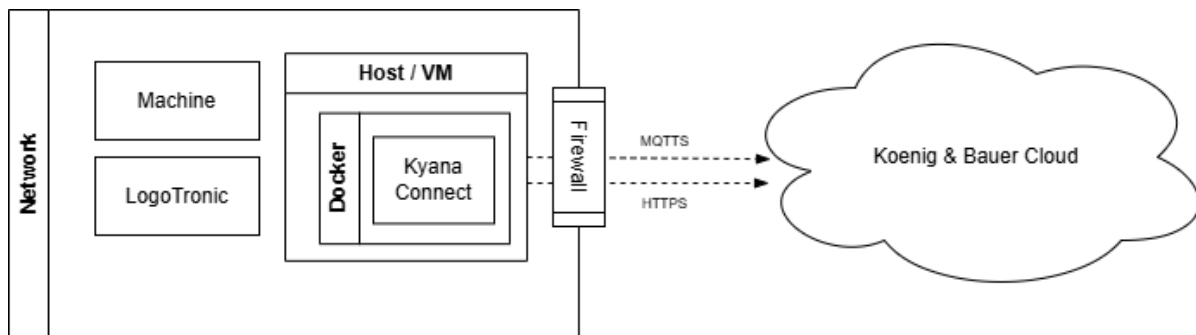 Network
Machine
LogoTronic
Host / VM
Docker
Kyana
Connect
Firewall
MQTTS
HTTPS
Koenig & Bauer Cloud